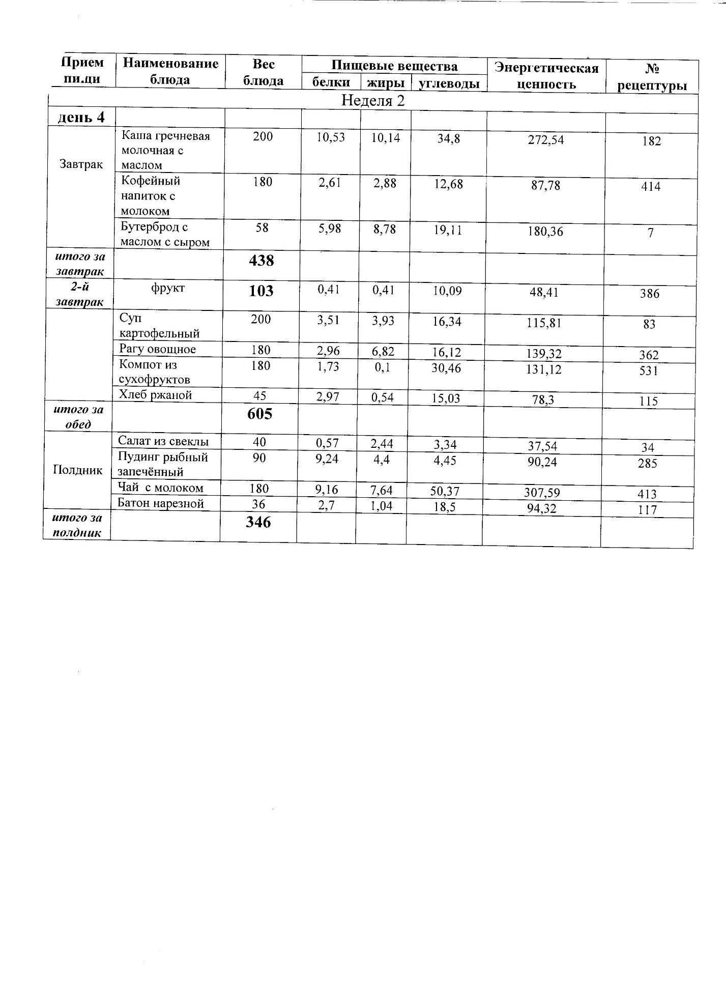 Прием Наименование Вес Пищевые вещества Энергетическая №
пищи блюда блюда белки жиры углеводы ценность рецептуры
Неделя 2
день 4
Завтрак
Каша гречневая 200 10,53 10,14 34,8 272,54 182
молочная с
маслом
Кофейный 180 2,61 2,88 12,68 87,78 414
напиток с
молоком
Бутерброд с 58 5,98 8,78 19,11 180,36 7
маслом с сыром
итого за 438
завтрак
2-й фрукт 103 0,41 0,41 10,09 48,41 386
завтрак
Суп 200 3,51 3,93 16,34 115,81 83
картофельный
Рагу овощное 180 2,96 6,82 16,12 139,32 362
Компот из 180 1,73 0,1 30,46 131,12 531
сухофруктов
Хлеб ржаной 45 2,97 0,54 15,03 78,3 115
итого за 605
обед
Полдник
Салат из свеклы 40 0,57 2,44 3,34 37,54 34
Пудинг рыбный 90 9,24 4,4 4,45 90,24 285
запечённый
Чай с молоком 180 9,16 7,64 50,37 307,59 413
Батон нарезной 36 2,7 1,04 18,5 94,32 117
итого за 346
полдник